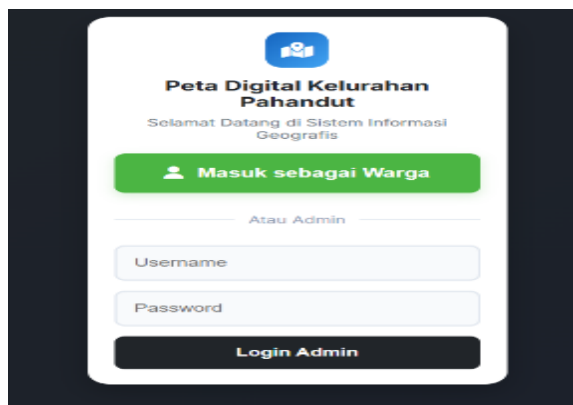 Peta Digital Kelurahan
Pahandut
Selamat Datang di Sistem Informasi
Geografis
Masuk sebagai Warga
Atau Admin
Username
Password
Login Admin